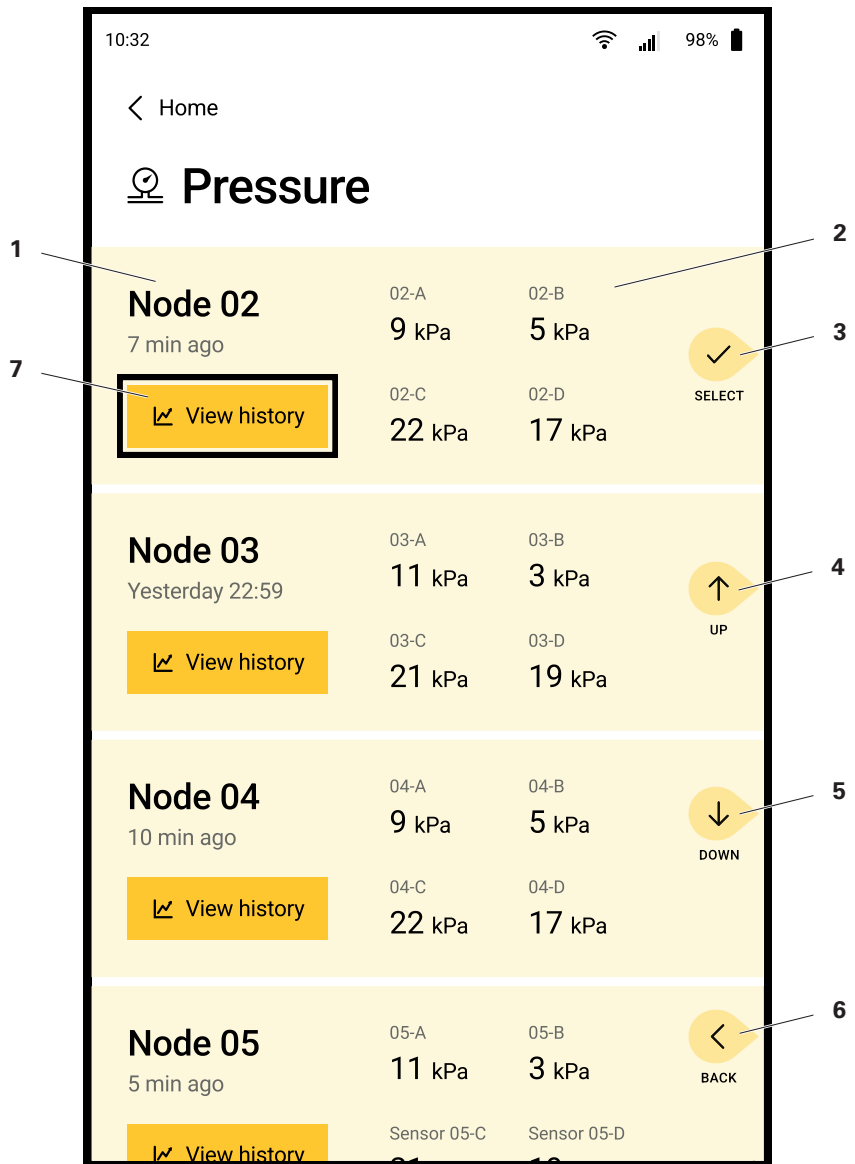 10:32 98%
Home
Pressure
1
2
Node 02
7 min ago
View history
02-A 02-B
9 kPa 5 kPa
02-C 02-D
22 kPa 17 kPa
3
SELECT
7
Node 03
Yesterday 22:59
View history
03-A 03-B
11 kPa 3 kPa
03-C 03-D
21 kPa 19 kPa
4
UP
Node 04
10 min ago
View history
04-A 04-B
9 kPa 5 kPa
04-C 04-D
22 kPa 17 kPa
5
DOWN
Node 05
5 min ago
View history
05-A 05-B
11 kPa 3 kPa
Sensor 05-C Sensor 05-D
6
BACK